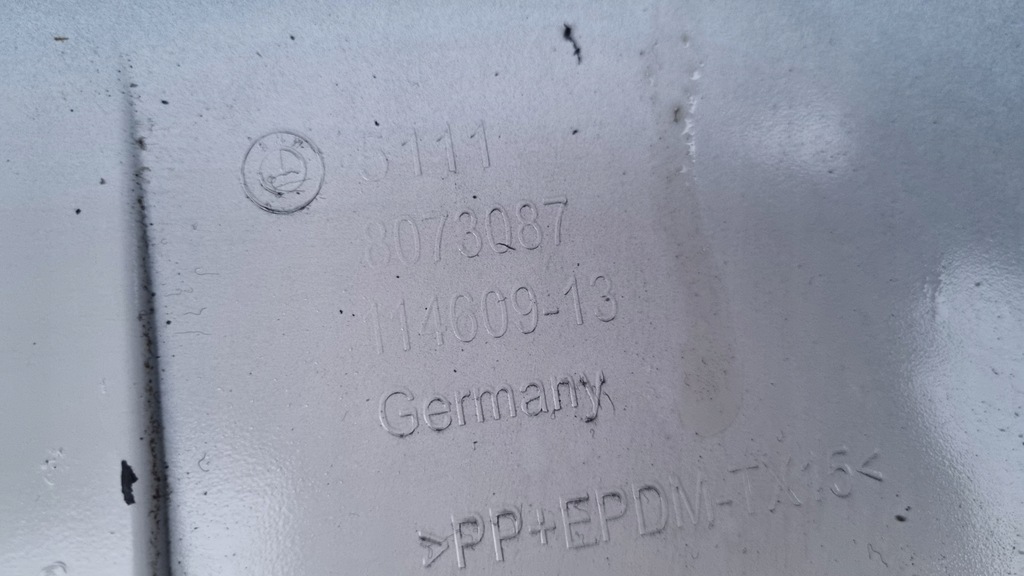 5111
8073087
114609-13
Germany
>PP+EPDM-TX15<